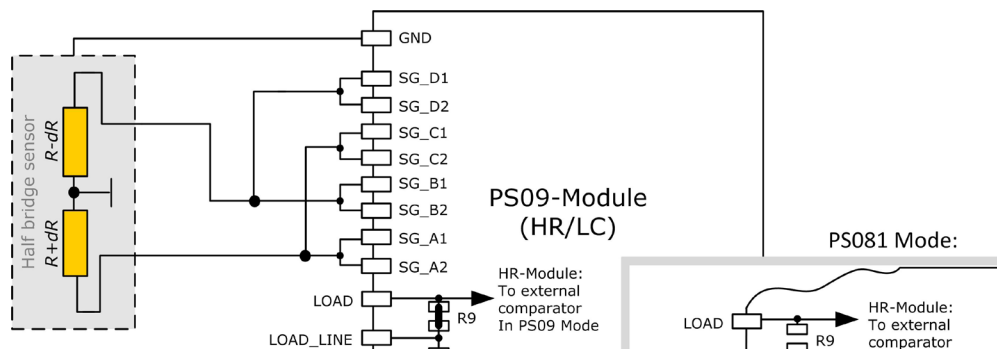 GND
SG_D1
SG_D2
SG_C1
SG_C2
SG_B1
SG_B2
SG_A1
SG_A2
Half bridge sensor
R-dR
R+dR
PS09-Module
(HR/LC)
LOAD
HR-Module:
To external
comparator
In PS09 Mode
R9
LOAD_LINE
PS081 Mode:
LOAD
HR-Module:
To external
comparator
R9